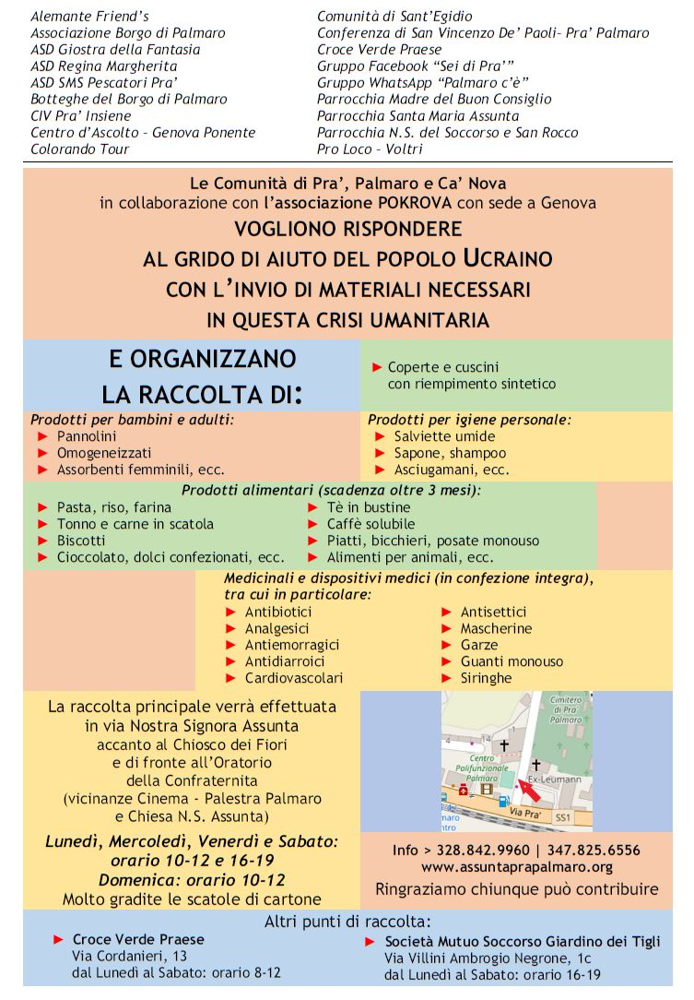 Alemante Friend's
Associazione Borgo di Palmaro
ASD Giostra della Fantasia
ASD Regina Margherita
ASD SMS Pescatori Pra'
Botteghe del Borgo di Palmaro
CIV Pra' Insiene
Centro d'Ascolto – Genova Ponente
Colorando Tour
Comunità di Sant'Egidio
Conferenza di San Vincenzo De' Paoli– Pra' Palmaro
Croce Verde Praese
Gruppo Facebook "Sei di Pra'"
Gruppo WhatsApp "Palmaro c'è"
Parrocchia Madre del Buon Consiglio
Parrocchia Santa Maria Assunta
Parrocchia N.S. del Soccorso e San Rocco
Pro Loco – Voltri
Le Comunità di Pra', Palmaro e Ca' Nova
in collaborazione con l'associazione POKROVA con sede a Genova
VOGLIONO RISPONDERE
AL GRIDO DI AIUTO DEL POPOLO UCRAINO
CON L'INVIO DI MATERIALI NECESSARI
IN QUESTA CRISI UMANITARIA
E ORGANIZZANO
LA RACCOLTA DI:
► Coperte e cuscini
con riempimento sintetico
Prodotti per bambini e adulti:
► Pannolini
► Omogeneizzati
► Assorbenti femminili, ecc.
Prodotti per igiene personale:
► Salviette umide
► Sapone, shampoo
► Asciugamani, ecc.
Prodotti alimentari (scadenza oltre 3 mesi):
► Pasta, riso, farina
► Tonno e carne in scatola
► Biscotti
► Cioccolato, dolci confezionati, ecc.
► Tè in bustine
► Caffè solubile
► Piatti, bicchieri, posate monouso
► Alimenti per animali, ecc.
Medicinali e dispositivi medici (in confezione integra),
tra cui in particolare:
► Antibiotici
► Analgesici
► Antiemorragici
► Antidiarroici
► Cardiovascolari
► Antisettici
► Mascherine
► Garze
► Guanti monouso
► Siringhe
La raccolta principale verrà effettuata
in via Nostra Signora Assunta
accanto al Chiosco dei Fiori
e di fronte all'Oratorio
della Confraternita
(vicinanze Cinema - Palestra Palmaro
e Chiesa N.S. Assunta)
Lunedì, Mercoledì, Venerdì e Sabato:
orario 10-12 e 16-19
Domenica: orario 10-12
Molto gradite le scatole di cartone
Cimitero
di Pra'
Palmaro
1
4
Centro
Polifunzionale
Palmaro
Ex-Leumann
Via Pra'
SS1
maro
ntro
Info > 328.842.9960 | 347.825.6556
www.assuntaprapalmaro.org
Ringraziamo chiunque può contribuire
Altri punti di raccolta:
► Croce Verde Praese
Via Cordanieri, 13
dal Lunedì al Sabato: orario 8-12
► Società Mutuo Soccorso Giardino dei Tigli
Via Villini Ambrogio Negrone, 1c
dal Lunedì al Sabato: orario 16-19